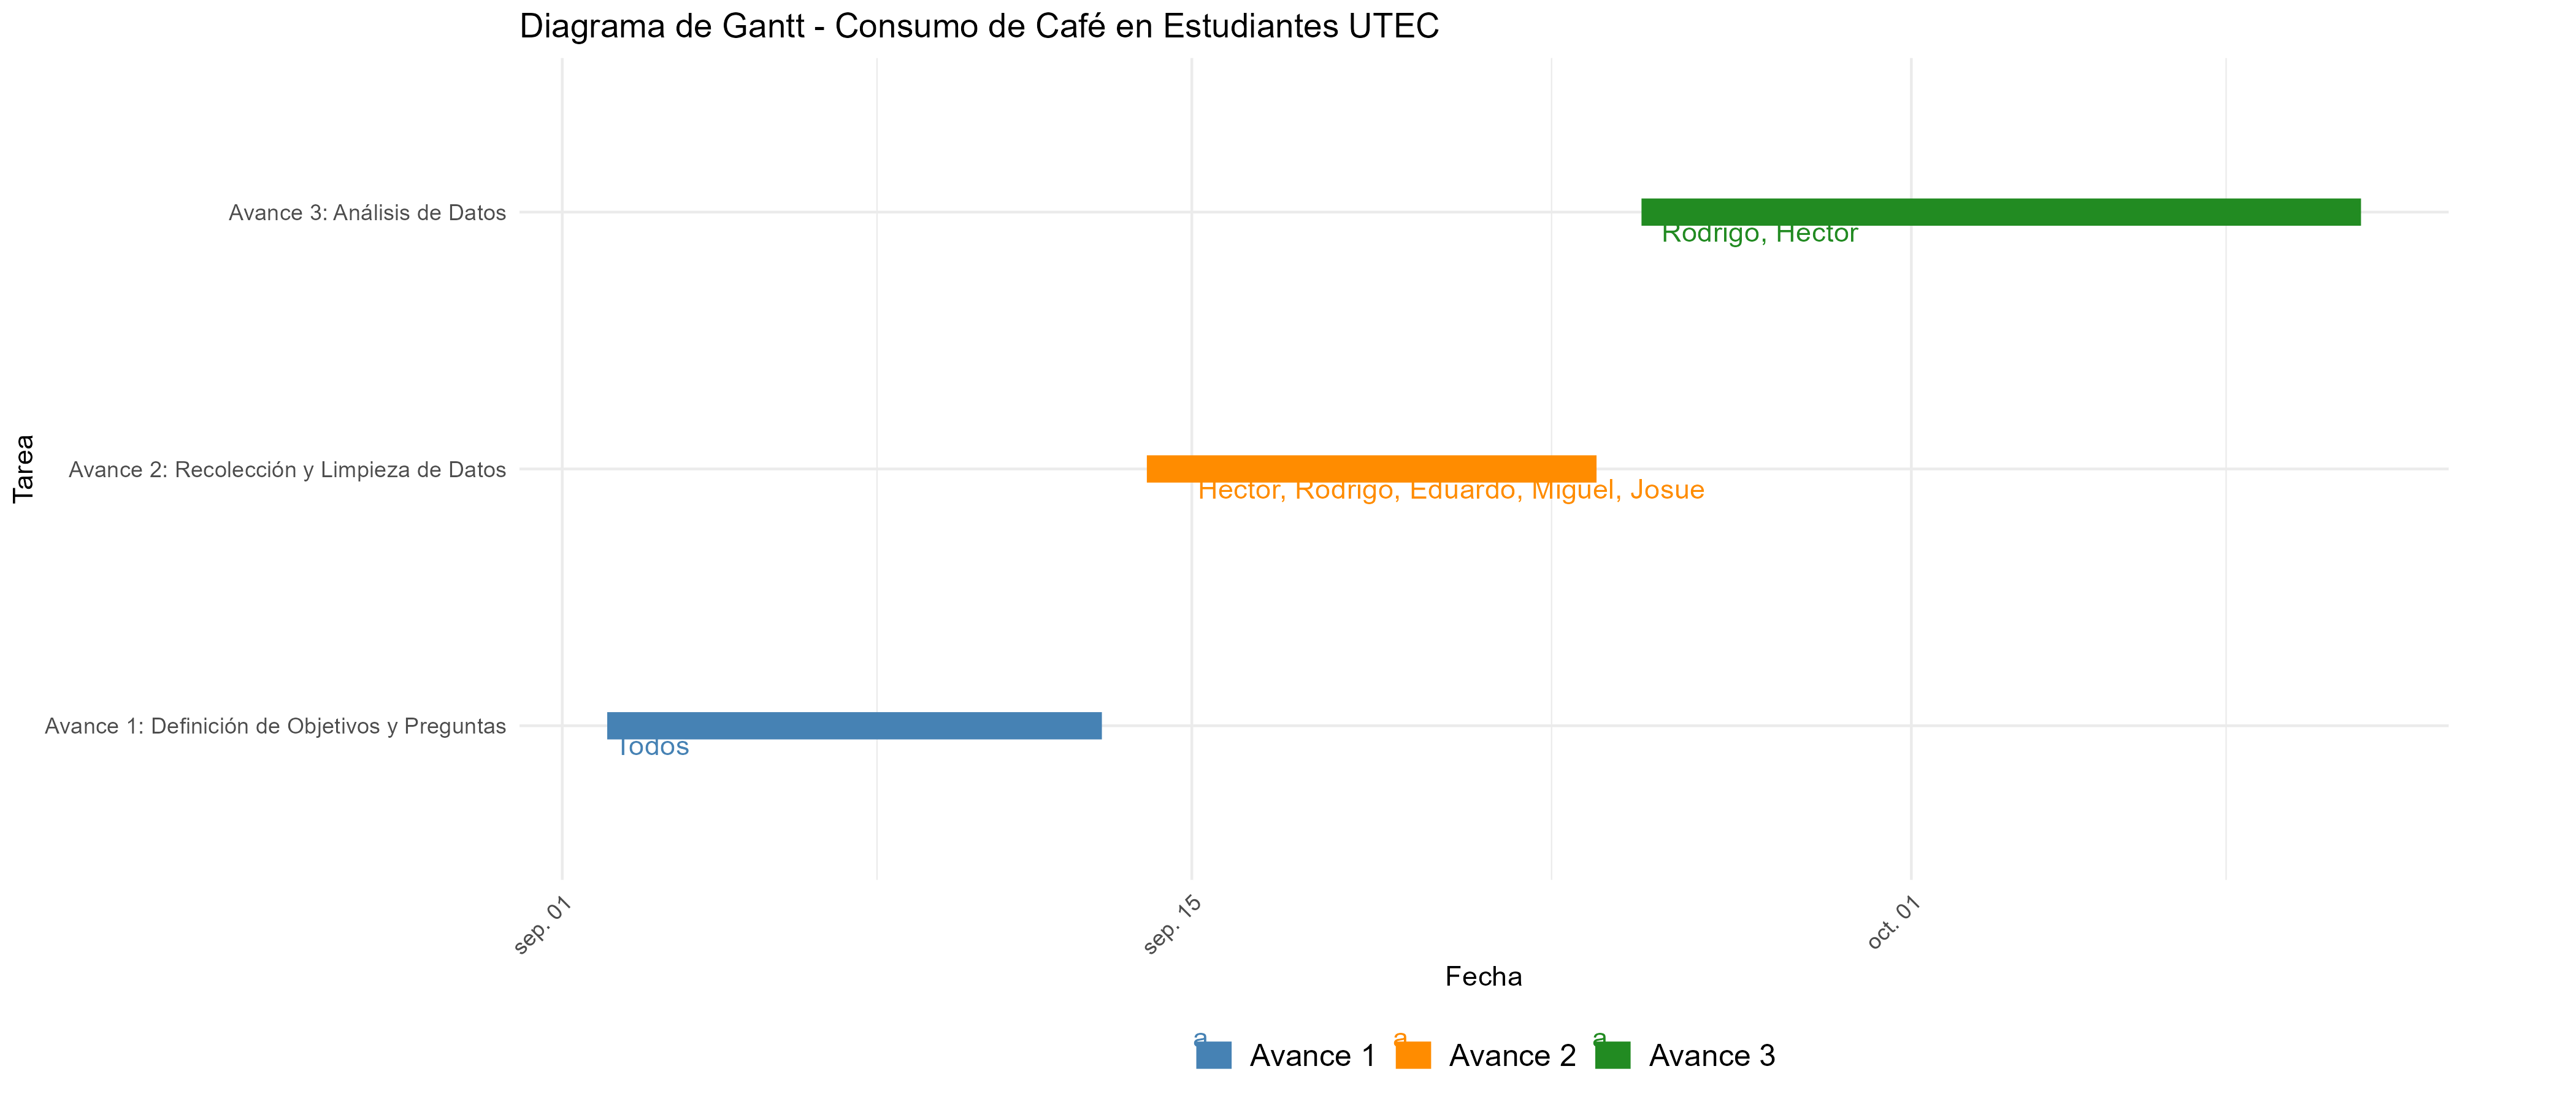 Diagrama de Gantt - Consumo de Café en Estudiantes UTEC
Tarea
Avance 3: Análisis de Datos
Rodrigo, Hector
Avance 2: Recolección y Limpieza de Datos
Hector, Rodrigo, Eduardo, Miguel, Josue
Avance 1: Definición de Objetivos y Preguntas
Todos
sep. 01
sep. 15
oct. 01
Fecha
a Avance 1 a Avance 2 a Avance 3